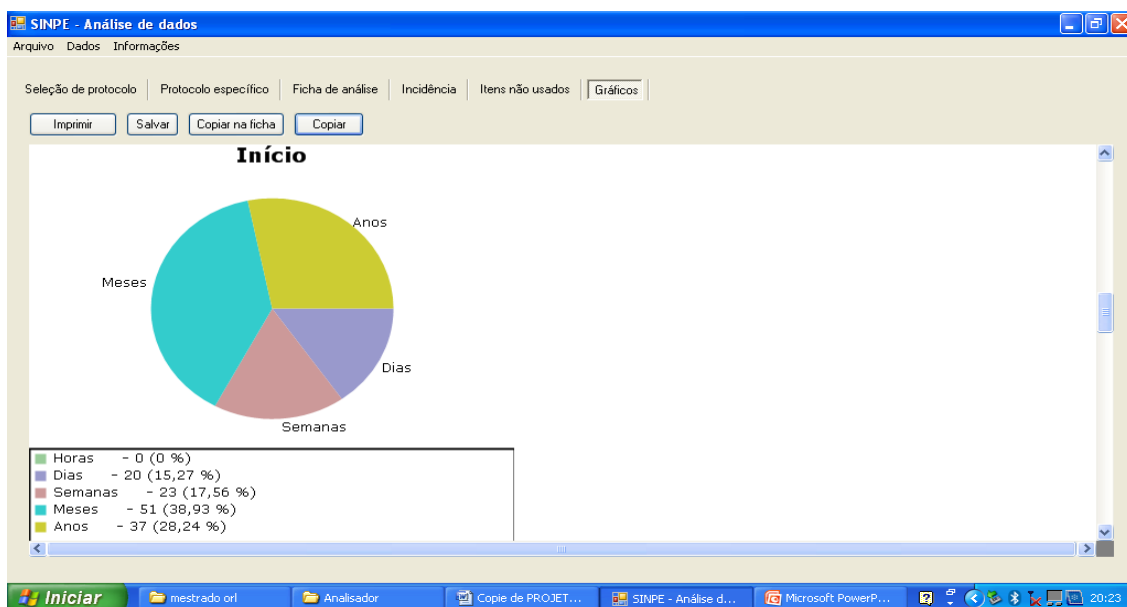 SINPE - Análise de dados
Arquivo Dados Informações
Seleção de protocolo Protocolo específico Ficha de análise Incidência Itens não usados Gráficos
Imprimir Salvar Copiar na ficha Copiar
Início
Anos
Meses
Dias
Semanas
Horas - 0 (0 %)
Dias - 20 (15,27 %)
Semanas - 23 (17,56 %)
Meses - 51 (38,93 %)
Anos - 37 (28,24 %)
Iniciar mestrado orl Analisador Copie de PROJET... SINPE - Análise d... Microsoft PowerP... 20:23